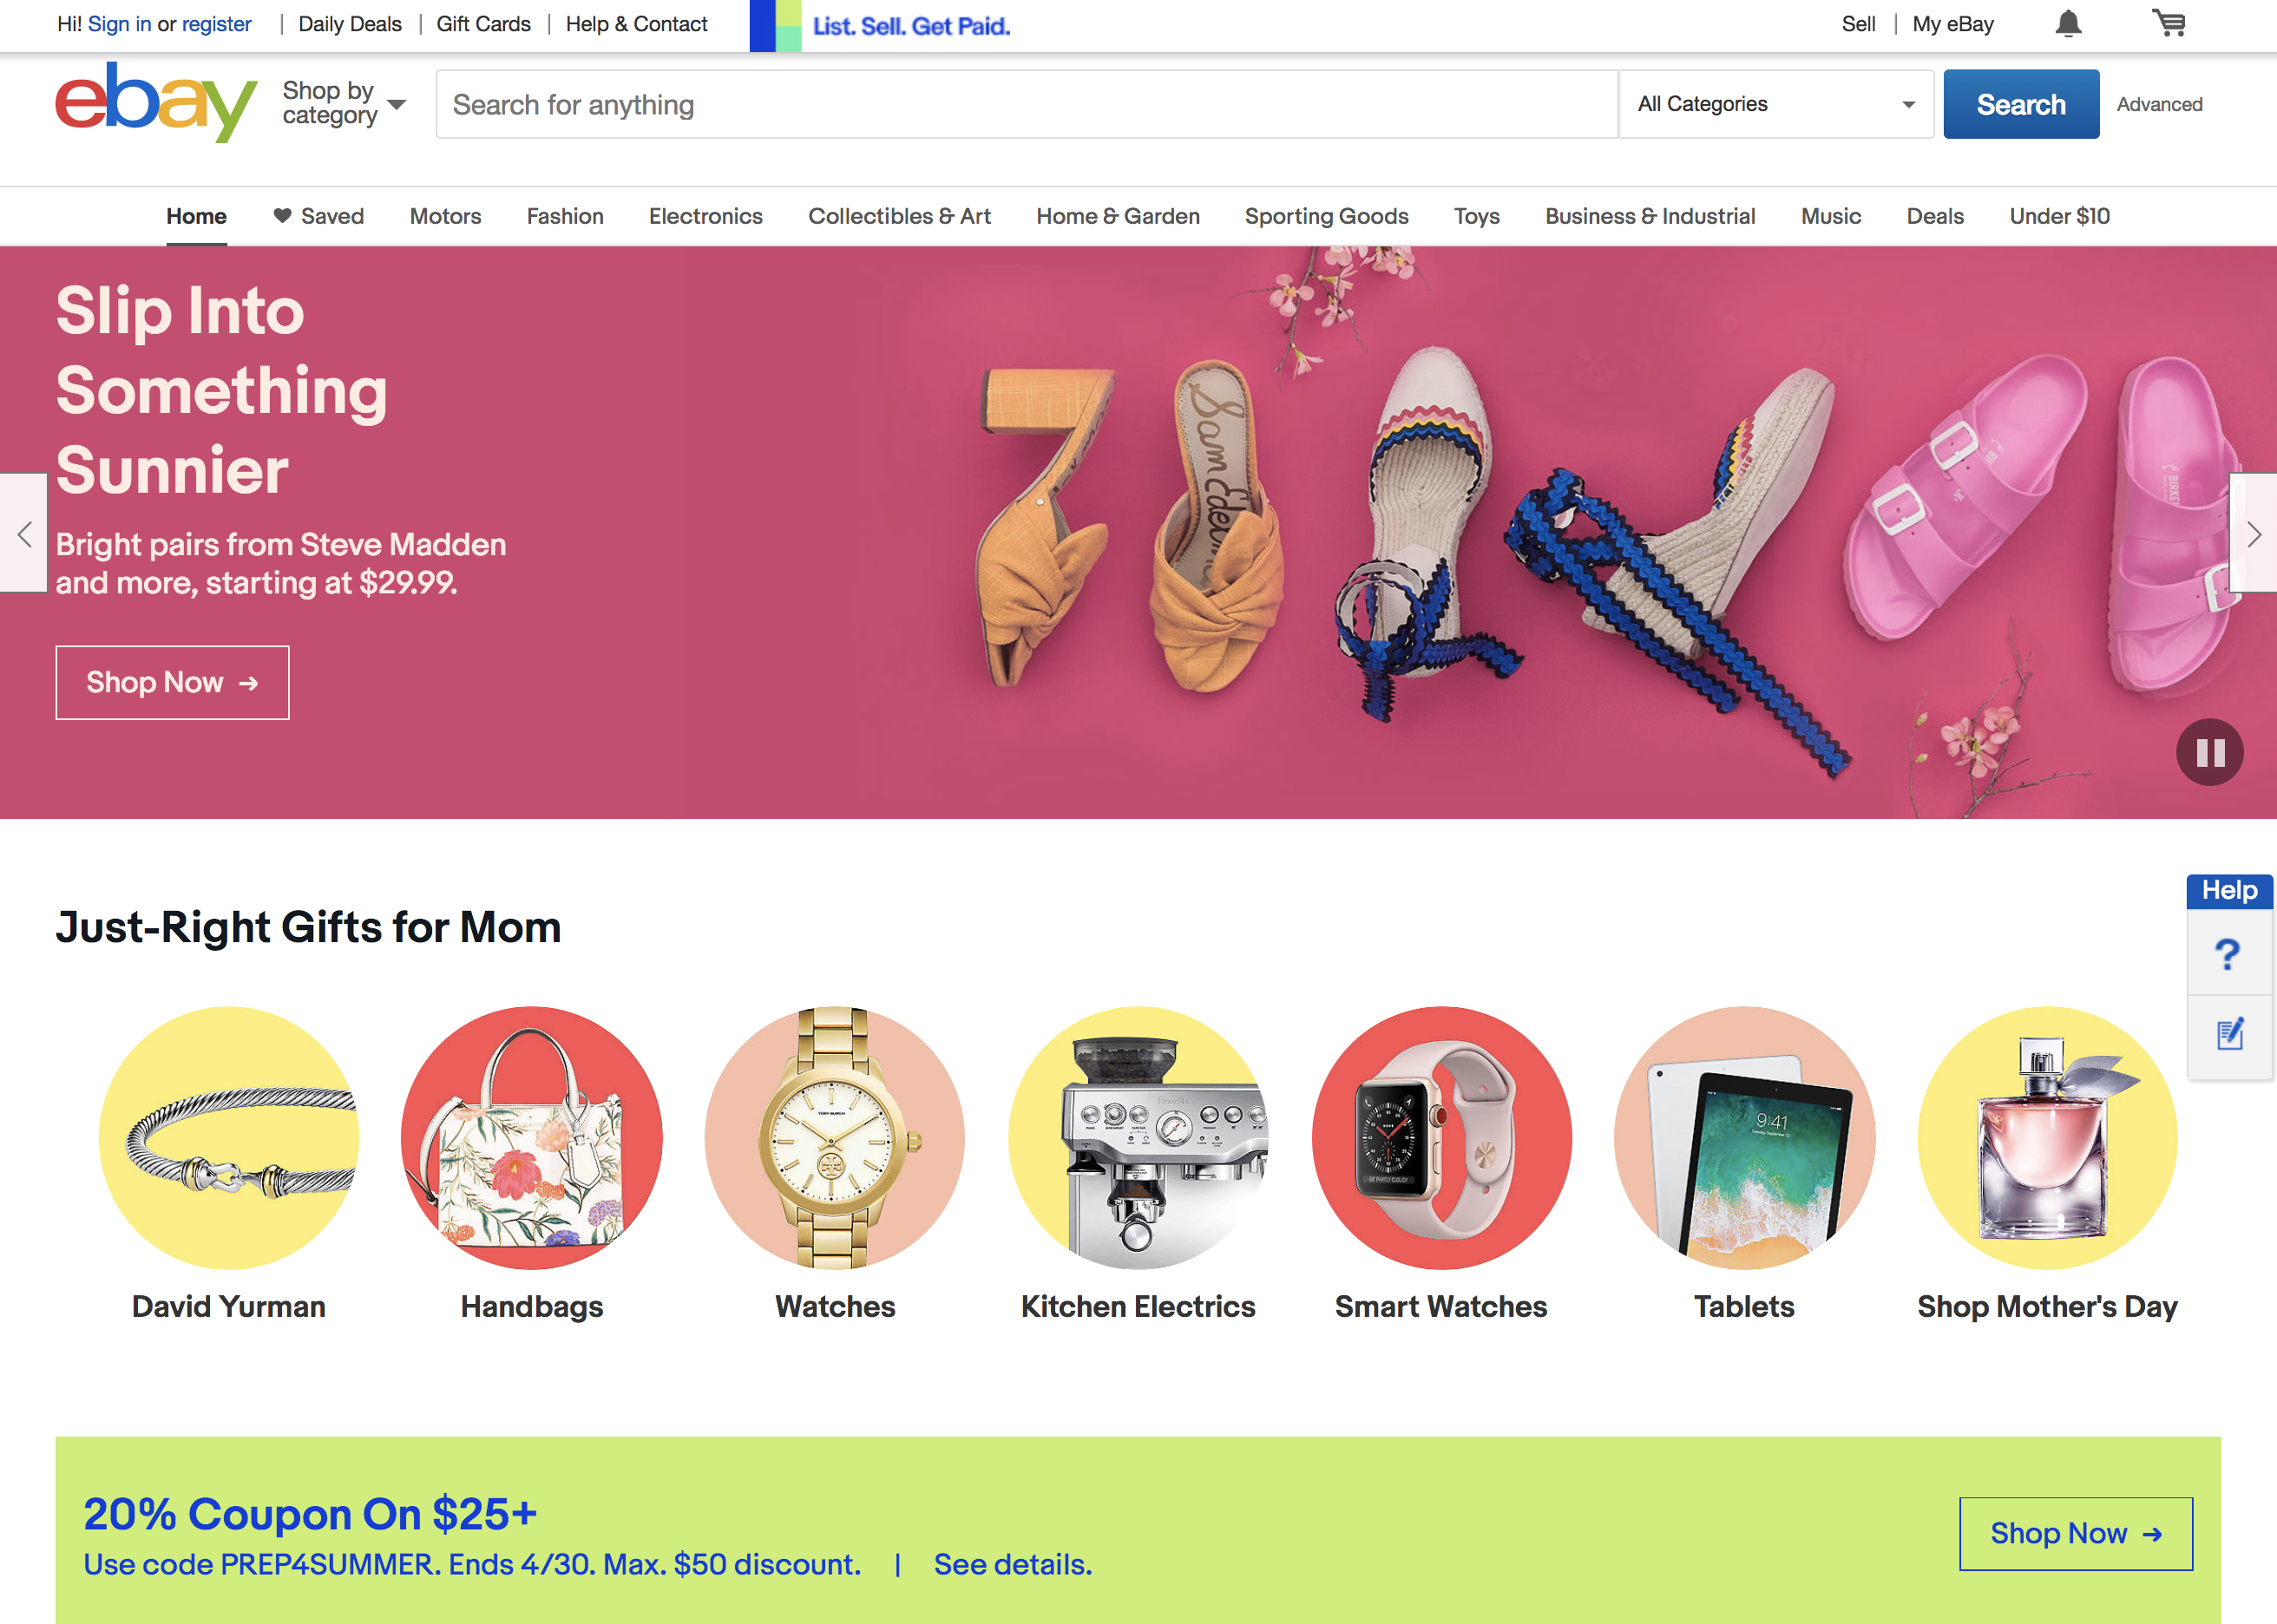 Hi! Sign in or register | Daily Deals | Gift Cards | Help & Contact
List. Sell. Get Paid.
Sell | My eBay
ebay
Shop by
category
Search for anything
All Categories
Search
Advanced
Home Saved Motors Fashion Electronics Collectibles & Art Home & Garden Sporting Goods Toys Business & Industrial Music Deals Under $10
Slip Into
Something
Sunnier
Bright pairs from Steve Madden
and more, starting at $29.99.
Shop Now →
Help
?
Just-Right Gifts for Mom
TORY BURCH
9:41
David Yurman
Handbags
Watches
Kitchen Electrics
Smart Watches
Tablets
Shop Mother's Day
20% Coupon On $25+
Use code PREP4SUMMER. Ends 4/30. Max. $50 discount. | See details.
Shop Now →